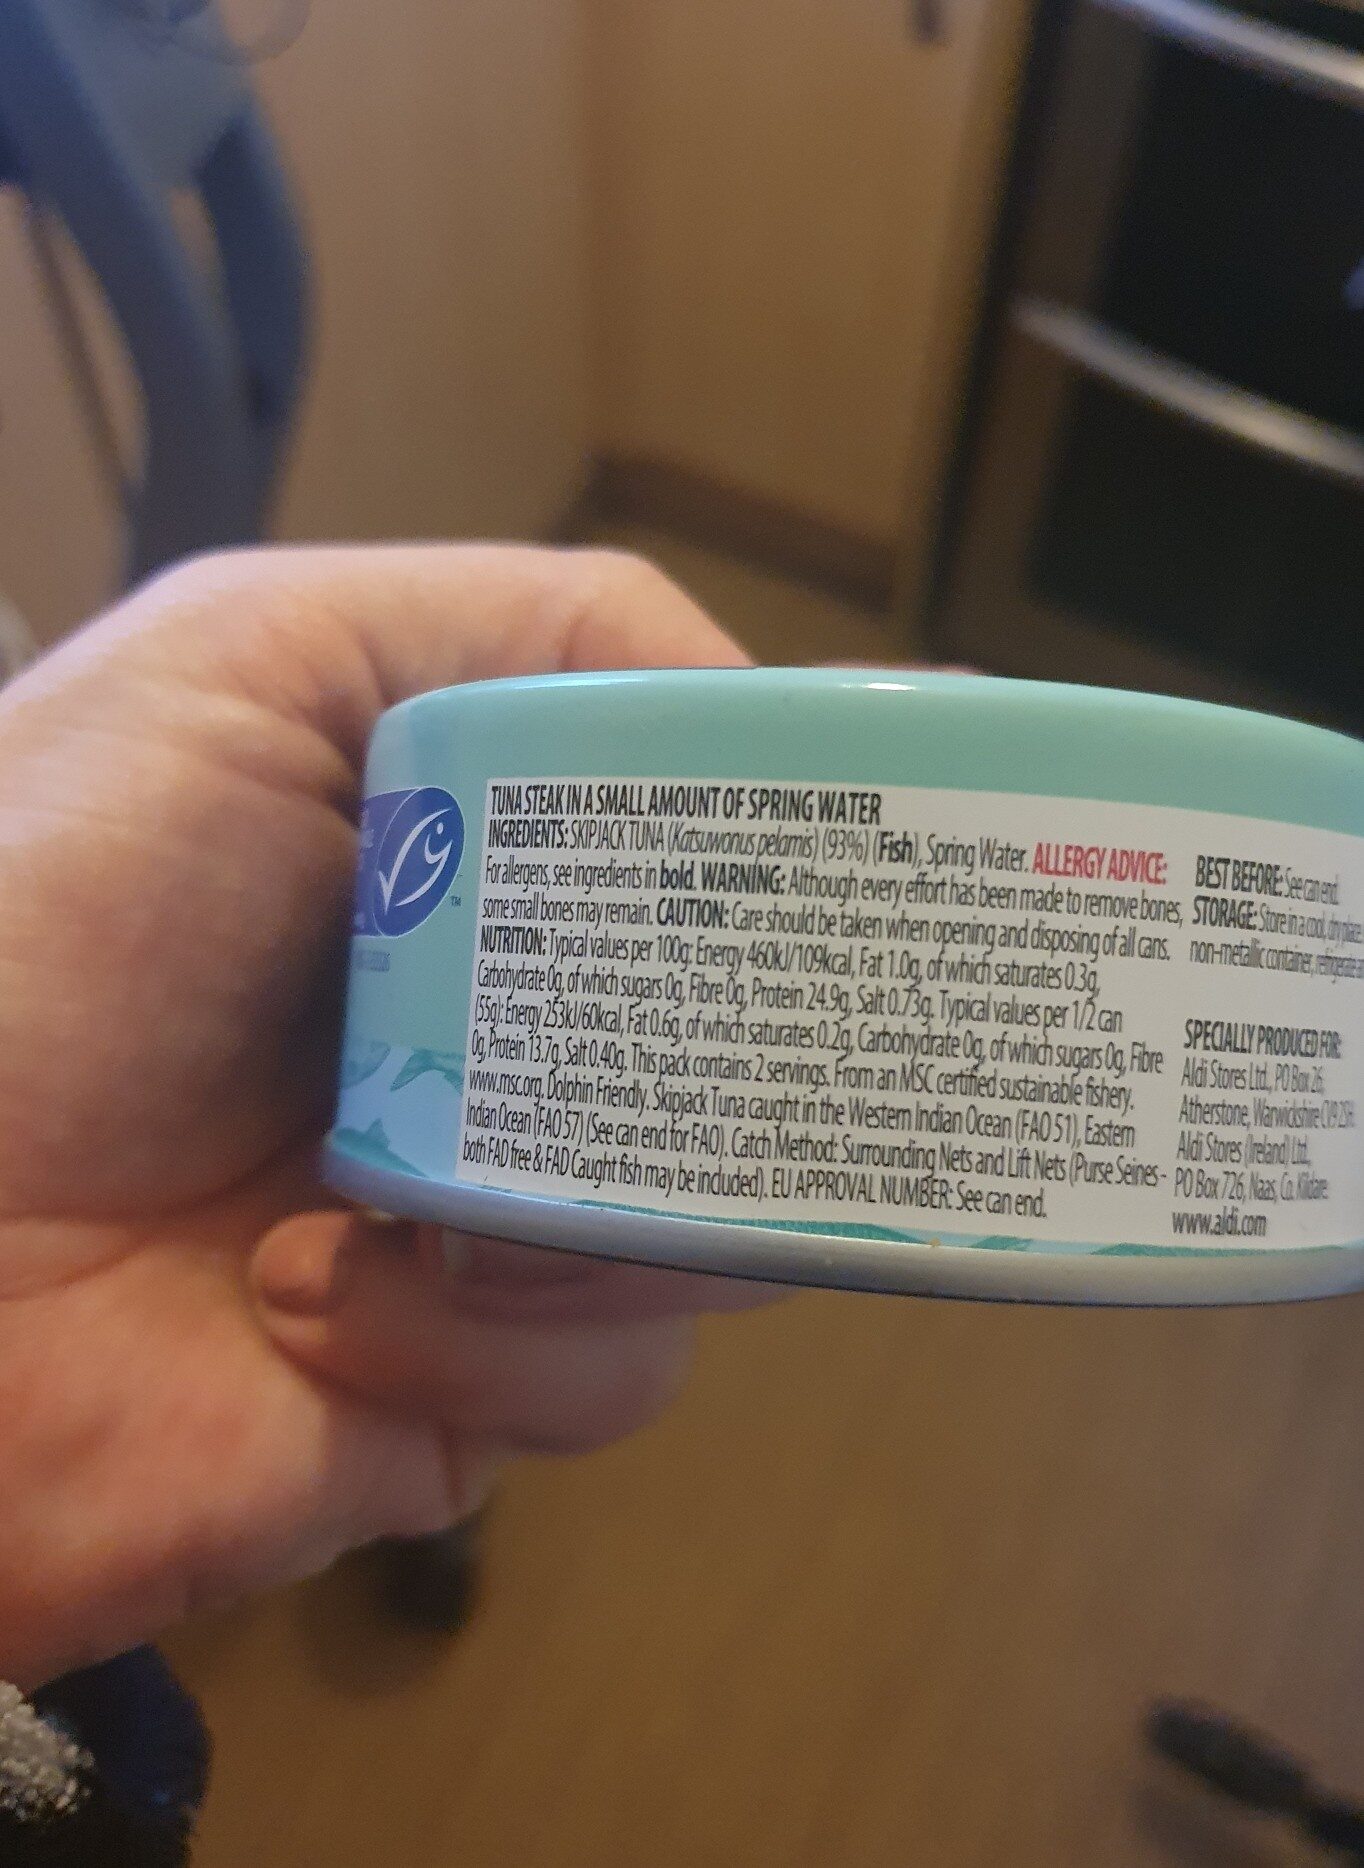 TUNA STEAK IN A SMALL AMOUNT OF SPRING WATER
INGREDIENTS: SKIPJACK TUNA (Katsuwonus pelamis) (93%) (Fish), Spring Water. ALLERGY ADVICE:
For allergens, see ingredients in bold. WARNING: Although every effort has been made to remove bones,
some small bones may remain. CAUTION: Care should be taken when opening and disposing of all cans.
NUTRITION: Typical values per 100g: Energy 460kJ/109kcal, Fat 1.0g, of which saturates 0.3g,
Carbohydrate 0g, of which sugars 0g, Fibre 0g, Protein 24.9g, Salt 0.73g. Typical values per 1/2 can
(55g): Energy 253kJ/60kcal, Fat 0.6g, of which saturates 0.2g, Carbohydrate 0g, of which sugars 0g, Fibre
0g, Protein 13.7g, Salt 0.40g. This pack contains 2 servings. From an MSC certified sustainable fishery.
www.msc.org. Dolphin Friendly. Skipjack Tuna caught in the Western Indian Ocean (FAO 51), Eastern
Indian Ocean (FAO 57) (See can end for FAO). Catch Method: Surrounding Nets and Lift Nets (Purse Seines -
both FAD free & FAD Caught fish may be included). EU APPROVAL NUMBER: See can end.
BEST BEFORE: See can end.
STORAGE: Store in a cool, dry place.
non-metallic container, refrigerate
SPECIALLY PRODUCED FOR:
Aldi Stores Ltd., PO Box 26,
Atherstone, Warwickshire CV9 2SH.
Aldi Stores (Ireland) Ltd.,
PO Box 726, Naas, Co. Kildare.
www.aldi.com
TM